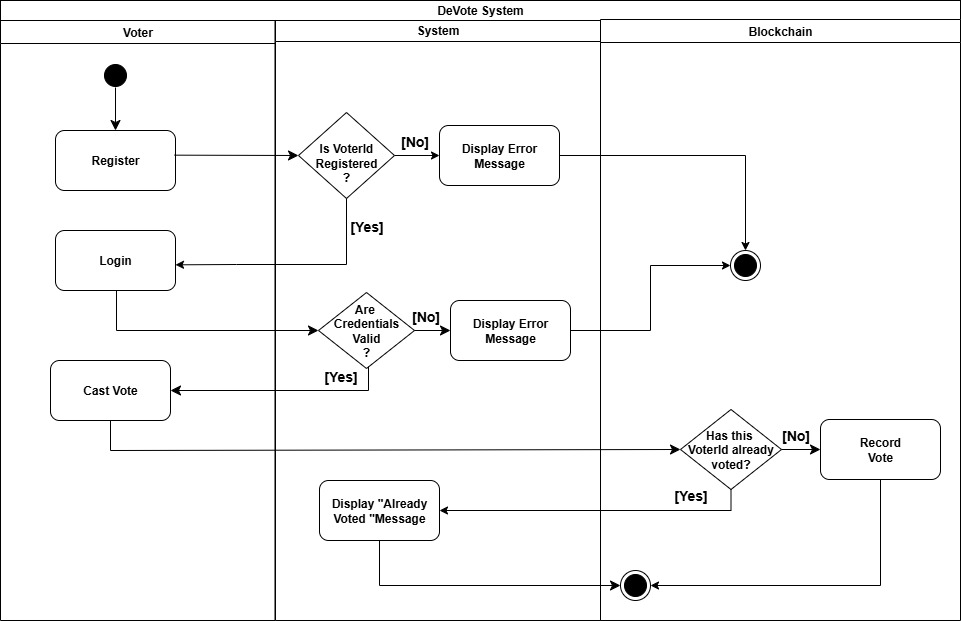 DeVote System
Voter
System
Blockchain
Register
Is VoterId
Registered
?
[No]
Display Error
Message
[Yes]
Login
Are
Credentials
Valid
?
[No]
Display Error
Message
[Yes]
Cast Vote
Has this
VoterId already
voted?
[No]
Record
Vote
[Yes]
Display "Already
Voted "Message